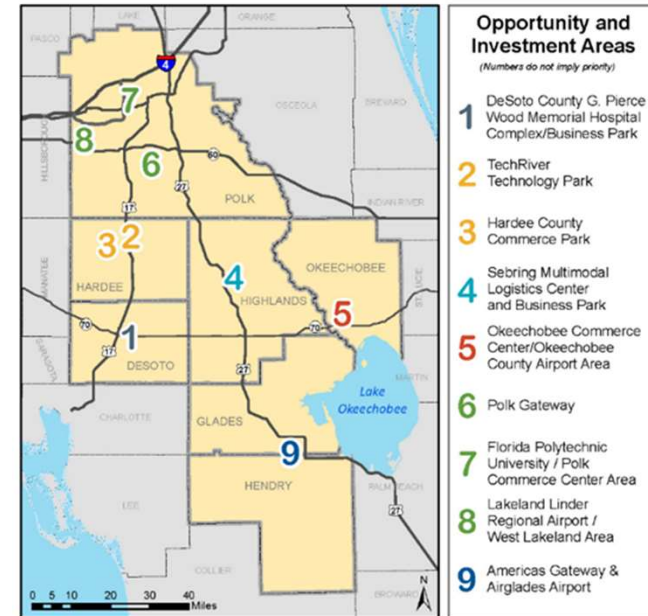 LAKE
ORANGE
PASCO
4
OSCEOLA
BREVARD
7
8
HILLSBOROUGH
6
60
27
POLK
INDIAN RIVER
17
3
2
MANATEE
HARDEE
4
HIGHLANDS
OKEECHOBEE
ST. LUCIE
5
70
70
1
17
DESOTO
SARASOTA
27
MARTIN
Lake
Okeechobee
CHARLOTTE
GLADES
9
HENDRY
LEE
PALM BEACH
27
COLLIER
BROWARD
0 5 10 20 30 40
Miles
N
Opportunity and
Investment Areas
(Numbers do not imply priority)
1 DeSoto County G. Pierce
Wood Memorial Hospital
Complex/Business Park
2 TechRiver
Technology Park
3 Hardee County
Commerce Park
4 Sebring Multimodal
Logistics Center
and Business Park
5 Okeechobee Commerce
Center/Okeechobee
County Airport Area
6 Polk Gateway
7 Florida Polytechnic
University / Polk
Commerce Center Area
8 Lakeland Linder
Regional Airport /
West Lakeland Area
9 Americas Gateway &
Airglades Airport